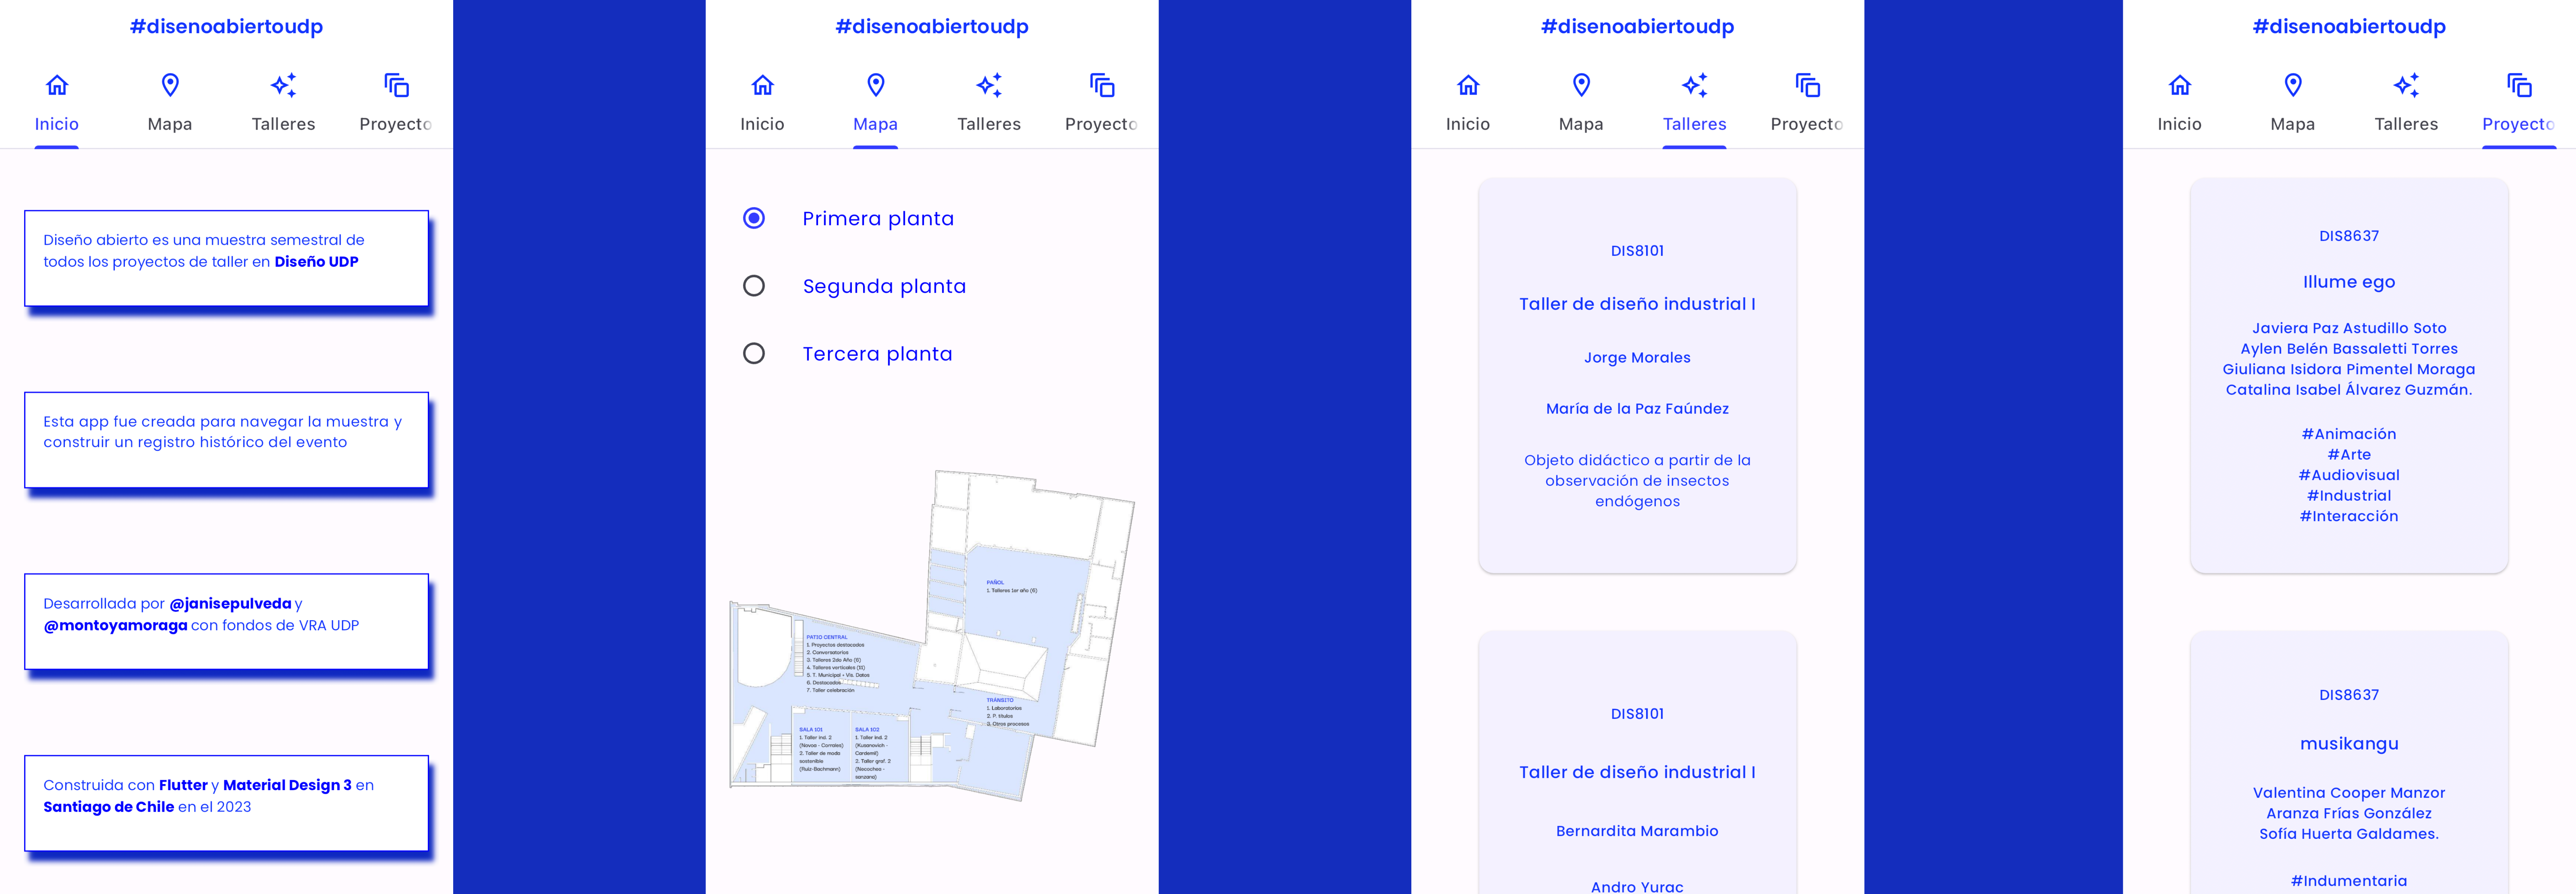 #disenoabiertoudp
Inicio
Mapa
Talleres
Proyecto
Diseño abierto es una muestra semestral de
todos los proyectos de taller en Diseño UDP
Esta app fue creada para navegar la muestra y
construir un registro histórico del evento
Desarrollada por @janisepulveda y
@montoyamoraga con fondos de VRA UDP
Construida con Flutter y Material Design 3 en
Santiago de Chile en el 2023
#disenoabiertoudp
Inicio
Mapa
Talleres
Proyecto
Primera planta
Segunda planta
Tercera planta
PAÑOL
1. Talleres 1er año (6)
PATIO CENTRAL
1. Proyectos destacados
2. Conversatorios
3. Talleres 2do Año (6)
4. Talleres verticales (11)
5. T. Municipal + Vis. Datos
6. Destacados
7. Taller celebración
TRÁNSITO
1. Laboratorios
2. P. títulos
3. Otros procesos
SALA 101
1. Taller ind. 2
(Navas - Corrales)
2. Taller de moda
sostenible
(Ruiz-Bachmann)
SALA 102
1. Taller ind. 2
(Kusanovich -
Cardemil)
2. Taller graf. 2
(Necochea -
sanzana)
#disenoabiertoudp
Inicio
Mapa
Talleres
Proyecto
DIS8101
Taller de diseño industrial I
Jorge Morales
María de la Paz Faúndez
Objeto didáctico a partir de la
observación de insectos
endógenos
DIS8101
Taller de diseño industrial I
Bernardita Marambio
Andro Yurac
#disenoabiertoudp
Inicio
Mapa
Talleres
Proyecto
DIS8637
Illume ego
Javiera Paz Astudillo Soto
Aylen Belén Bassaletti Torres
Giuliana Isidora Pimentel Moraga
Catalina Isabel Álvarez Guzmán.
#Animación
#Arte
#Audiovisual
#Industrial
#Interacción
DIS8637
musikangu
Valentina Cooper Manzor
Aranza Frías González
Sofía Huerta Galdames.
#Indumentaria